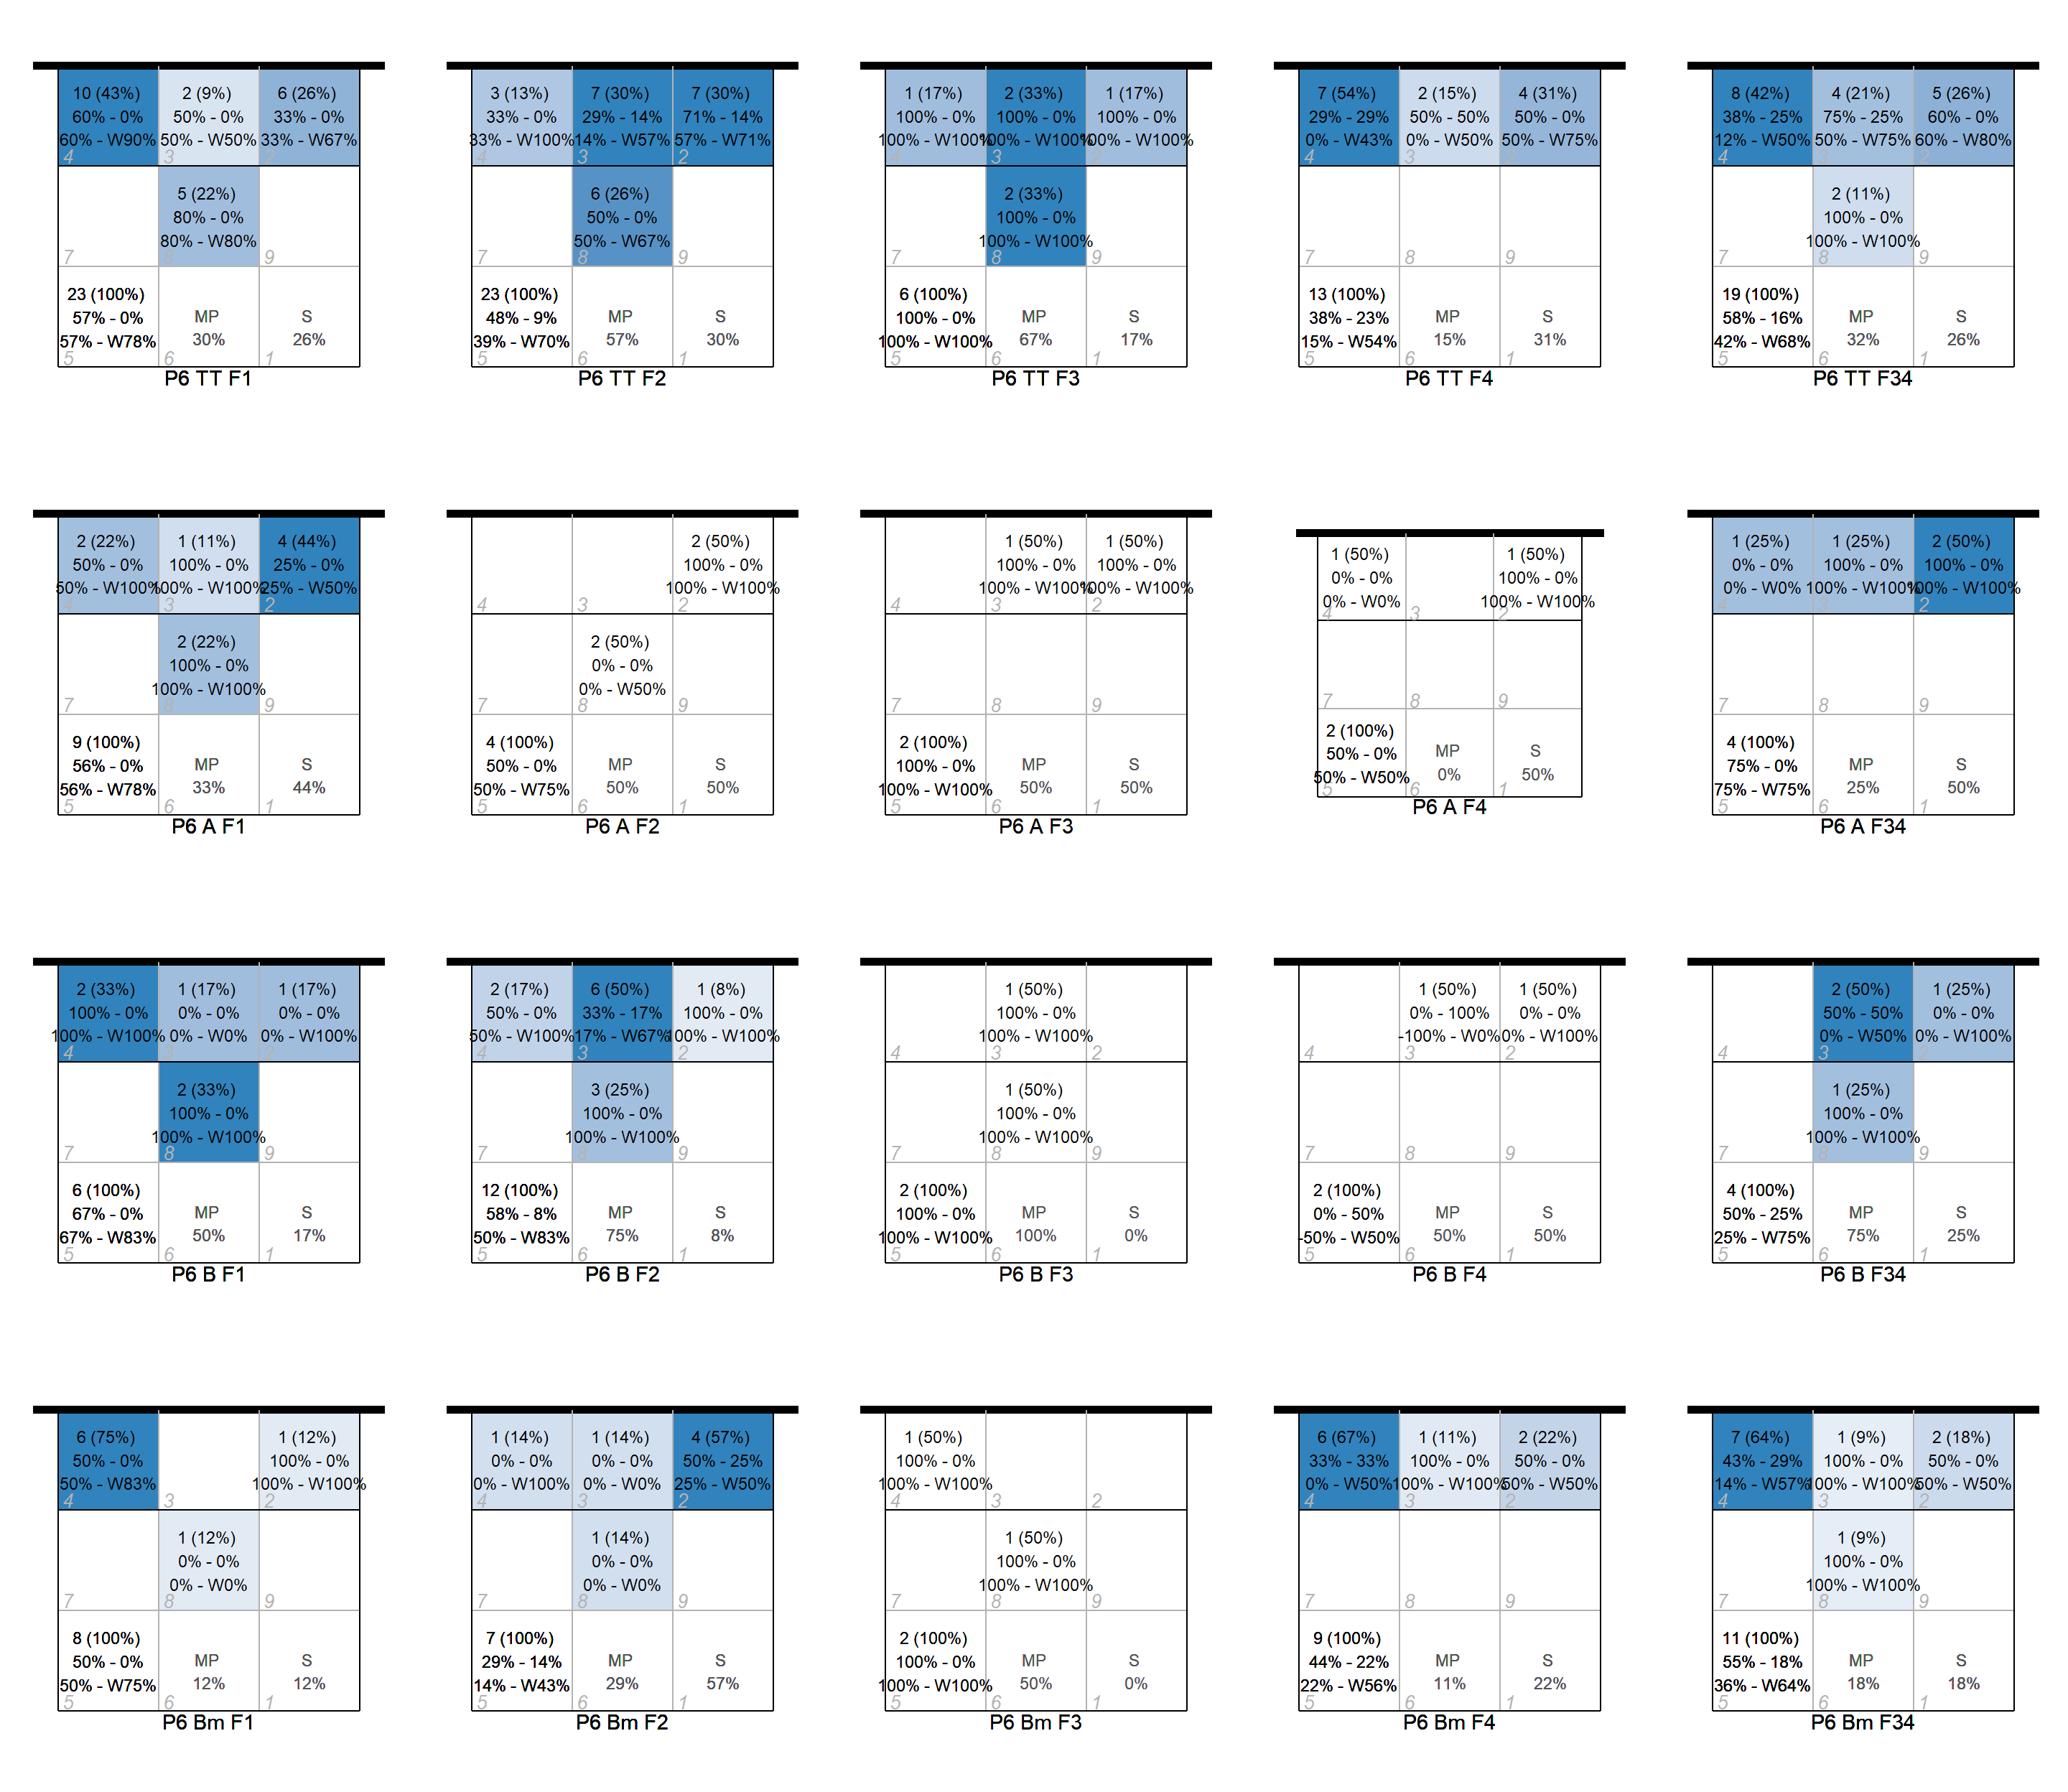 10 (43%) 2 (9%) 6 (26%)
60% - 0% 50% - 0% 33% - 0%
60% - W90% 50% - W50% 33% - W67%
4 3 2
5 (22%)
80% - 0%
80% - W80%
7 8 9
23 (100%)
57% - 0% MP S
57% - W78% 30% 26%
5 6 1
P6 TT F1
3 (13%) 7 (30%) 7 (30%)
33% - 0% 29% - 14% 71% - 14%
33% - W100% 14% - W57% 57% - W71%
4 3 2
6 (26%)
50% - 0%
50% - W67%
7 8 9
23 (100%)
48% - 9% MP S
39% - W70% 57% 30%
5 6 1
P6 TT F2
1 (17%) 2 (33%) 1 (17%)
100% - 0% 100% - 0% 100% - 0%
100% - W100% 100% - W100% 100% - W100%
4 3 2
2 (33%)
100% - 0%
100% - W100%
7 8 9
6 (100%)
100% - 0% MP S
100% - W100% 67% 17%
5 6 1
P6 TT F3
7 (54%) 2 (15%) 4 (31%)
29% - 29% 50% - 50% 50% - 0%
0% - W43% 0% - W50% 50% - W75%
4 3 2
7 8 9
13 (100%)
38% - 23% MP S
15% - W54% 15% 31%
5 6 1
P6 TT F4
8 (42%) 4 (21%) 5 (26%)
38% - 25% 75% - 25% 60% - 0%
12% - W50% 50% - W75% 60% - W80%
4 3 2
2 (11%)
100% - 0%
100% - W100%
7 8 9
19 (100%)
58% - 16% MP S
42% - W68% 32% 26%
5 6 1
P6 TT F34
2 (22%) 1 (11%) 4 (44%)
50% - 0% 100% - 0% 25% - 0%
50% - W100% 100% - W100% 25% - W50%
4 3 2
2 (22%)
100% - 0%
100% - W100%
7 8 9
9 (100%)
56% - 0% MP S
56% - W78% 33% 44%
5 6 1
P6 A F1
2 (50%)
100% - 0%
100% - W100%
4 3 2
2 (50%)
0% - 0%
0% - W50%
7 8 9
4 (100%)
50% - 0% MP S
50% - W75% 50% 50%
5 6 1
P6 A F2
1 (50%) 1 (50%)
100% - 0% 100% - 0%
100% - W100% 100% - W100%
4 3 2
7 8 9
2 (100%)
100% - 0% MP S
100% - W100% 50% 50%
5 6 1
P6 A F3
1 (50%) 1 (50%)
0% - 0% 100% - 0%
0% - W0% 100% - W100%
4 3 2
7 8 9
2 (100%)
50% - 0% MP S
50% - W50% 0% 50%
5 6 1
P6 A F4
1 (25%) 1 (25%) 2 (50%)
0% - 0% 100% - 0% 100% - 0%
0% - W0% 100% - W100% 100% - W100%
4 3 2
7 8 9
4 (100%)
75% - 0% MP S
75% - W75% 25% 50%
5 6 1
P6 A F34
2 (33%) 1 (17%) 1 (17%)
100% - 0% 0% - 0% 0% - 0%
100% - W100% 0% - W0% 0% - W100%
4 3 2
2 (33%)
100% - 0%
100% - W100%
7 8 9
6 (100%)
67% - 0% MP S
67% - W83% 50% 17%
5 6 1
P6 B F1
2 (17%) 6 (50%) 1 (8%)
50% - 0% 33% - 17% 100% - 0%
50% - W100% 17% - W67% 100% - W100%
4 3 2
3 (25%)
100% - 0%
100% - W100%
7 8 9
12 (100%)
58% - 8% MP S
50% - W83% 75% 8%
5 6 1
P6 B F2
1 (50%)
100% - 0%
100% - W100%
4 3 2
1 (50%)
100% - 0%
100% - W100%
7 8 9
2 (100%)
100% - 0% MP S
100% - W100% 100% 0%
5 6 1
P6 B F3
1 (50%) 1 (50%)
0% - 100% 0% - 0%
-100% - W0% 0% - W100%
4 3 2
7 8 9
2 (100%)
0% - 50% MP S
-50% - W50% 50% 50%
5 6 1
P6 B F4
2 (50%) 1 (25%)
50% - 50% 0% - 0%
0% - W50% 0% - W100%
4 3 2
1 (25%)
100% - 0%
100% - W100%
7 8 9
4 (100%)
50% - 25% MP S
25% - W75% 75% 25%
5 6 1
P6 B F34
6 (75%) 1 (12%)
50% - 0% 100% - 0%
50% - W83% 100% - W100%
4 3 2
1 (12%)
0% - 0%
0% - W0%
7 8 9
8 (100%)
50% - 0% MP S
50% - W75% 12% 12%
5 6 1
P6 Bm F1
1 (14%) 1 (14%) 4 (57%)
0% - 0% 0% - 0% 50% - 25%
0% - W100% 0% - W0% 25% - W50%
4 3 2
1 (14%)
0% - 0%
0% - W0%
7 8 9
7 (100%)
29% - 14% MP S
14% - W43% 29% 57%
5 6 1
P6 Bm F2
1 (50%)
100% - 0%
100% - W100%
4 3 2
1 (50%)
100% - 0%
100% - W100%
7 8 9
2 (100%)
100% - 0% MP S
100% - W100% 50% 0%
5 6 1
P6 Bm F3
6 (67%) 1 (11%) 2 (22%)
33% - 33% 100% - 0% 50% - 0%
0% - W50% 100% - W100% 50% - W50%
4 3 2
7 8 9
9 (100%)
44% - 22% MP S
22% - W56% 11% 22%
5 6 1
P6 Bm F4
7 (64%) 1 (9%) 2 (18%)
43% - 29% 100% - 0% 50% - 0%
14% - W57% 100% - W100% 50% - W50%
4 3 2
1 (9%)
100% - 0%
100% - W100%
7 8 9
11 (100%)
55% - 18% MP S
36% - W64% 18% 18%
5 6 1
P6 Bm F34